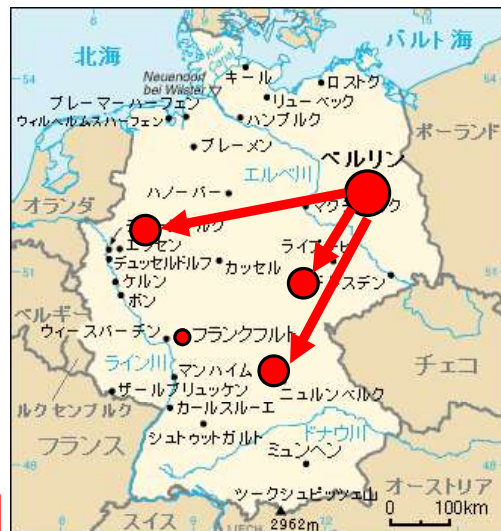 デンマーク
北海
バルト海
Kiel Canal
54
54
キール
ロストク
Neuendorf
bei Wilster
リューベック
ブレーマーハーフェン
ウィルヘルムスハーフェン
ハンブルク
ポーランド
ブレーメン
ベルリン
エルベ川
ハノーバー
オランダ
エッセン
51
51
デュッセルドルフ
カッセル
ケルン
ボン
ベルギー
ウィースバーデン
フランクフルト
ライン川
チェコ
マンハイム
ザールブリュッケン
ニュルンベルク
ルクセンブルク
カールスルーエ
ドナウ川
フランス
シュトゥットガルト
ミュンヘン
48
48
オーストリア
ツークシュピッツェ山
0 100km
スイス
LIECH.
2962m
12